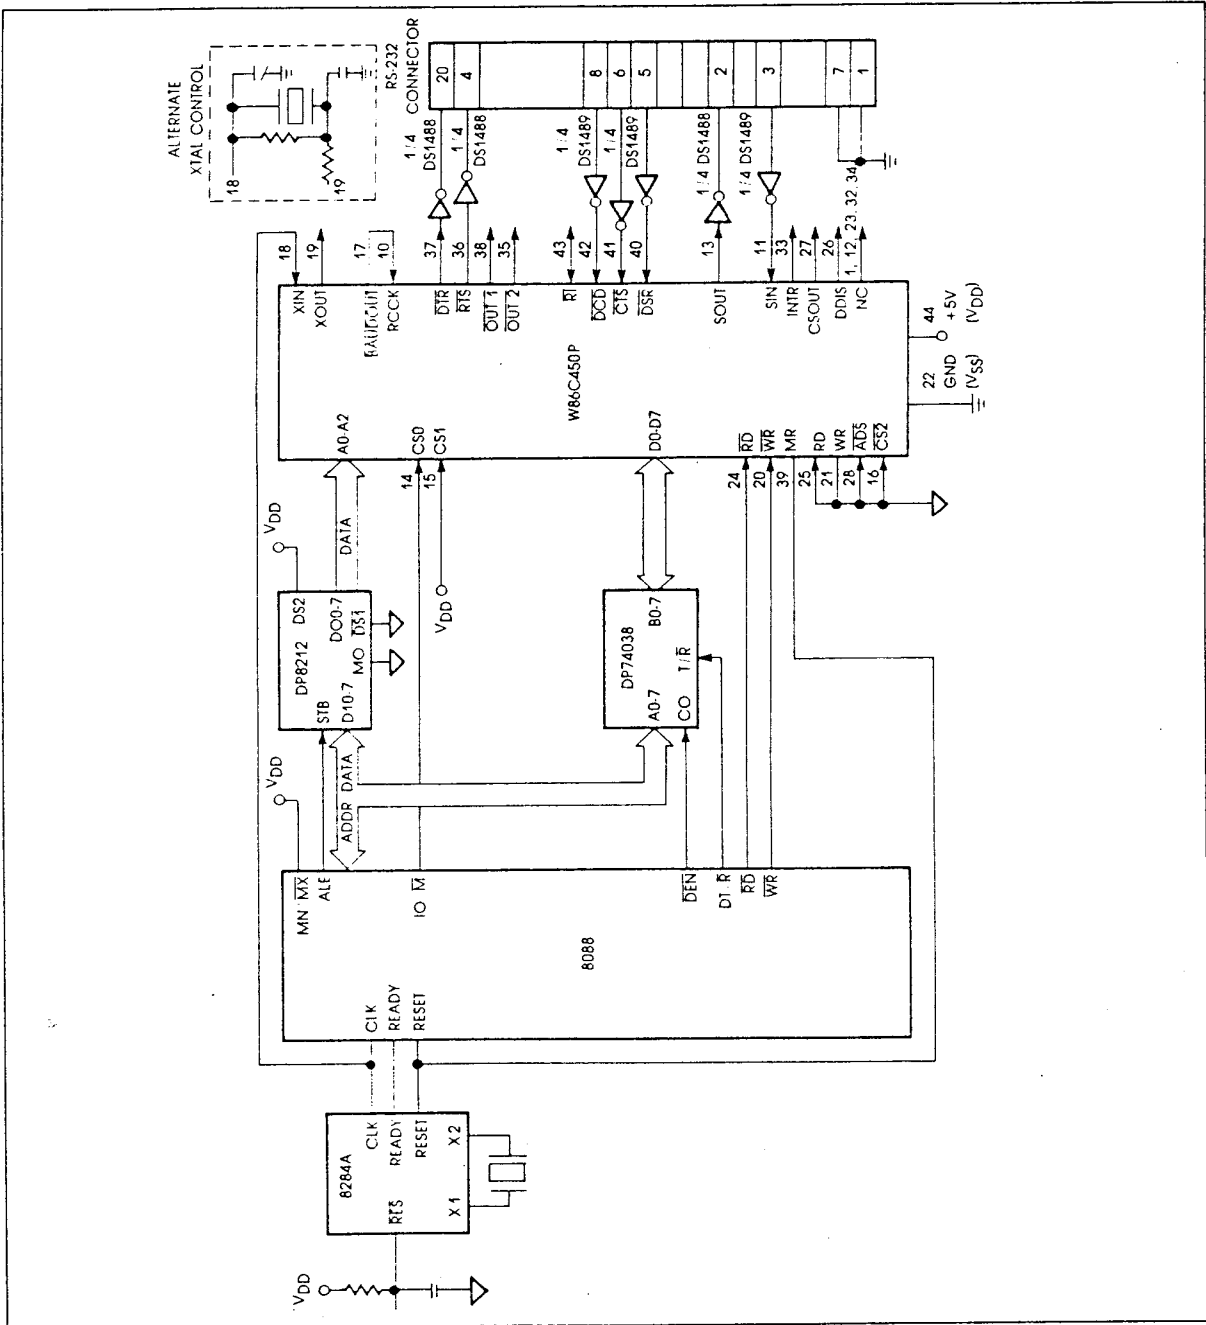 ALTERNATE
XTAL CONTROL
18
19
RS-232
CONNECTOR
20
4
8
6
5
2
3
7
1
1/4
DS1488
1/4
DS1488
1/4
DS1489
1/4
DS1489
1/4 DS1488
1/4 DS1489
18
19
17
10
37
36
38
35
43
42
41
40
13
11
33
27
26
1, 12, 23, 32, 34
XIN
XOUT
BAUDOUT
RCCK
DTR
RTS
OUT 1
OUT 2
RI
DCD
CTS
DSR
SOUT
SIN
INTR
CSOUT
DDIS
NC
W86C450P
44
+5V
(VDD)
22
GND
(VSS)
A0-A2
CS0
CS1
D0-D7
RD
WR
MR
RD
WR
ADS
CS2
14
15
24
20
39
25
21
28
16
VDD
DATA
VDD
DS2
DO0-7
DS1
DP8212
MO
STB
D10-7
B0-7
DP74038
T/R
A0-7
CO
VDD
ADDR DATA
MN MX
ALE
IO M
DEN
DT R
RD
WR
8088
CLK
READY
RESET
8284A
CLK
READY
RESET
X2
RES
X1
VDD